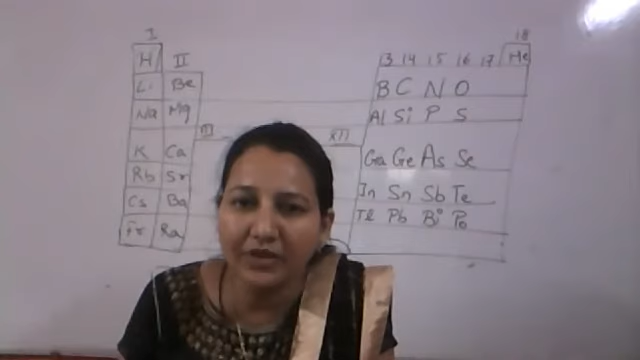 I 18
H II 13 14 15 16 17 He
Li Be B C N O
Na Mg Al Si P S
III XII
K Ca Ga Ge As Se
Rb Sr In Sn Sb Te
Cs Ba Tl Pb Bi Po
Fr Ra